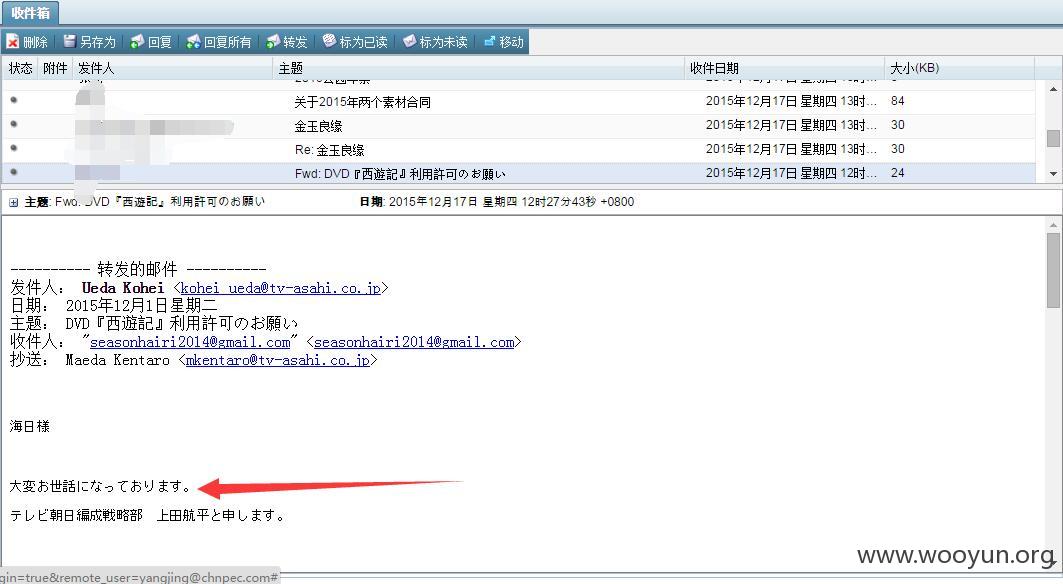 收件箱
删除 另存为 回复 回复所有 转发 标为已读 标为未读 移动
状态 附件 发件人 主题 收件日期 大小(KB)
关于2015年两个素材合同 2015年12月17日 星期四 13时... 84
金玉良缘 2015年12月17日 星期四 13时... 30
Re: 金玉良缘 2015年12月17日 星期四 13时... 30
Fwd: DVD『西遊記』利用許可のお願い 2015年12月17日 星期四 12时... 24
主题: Fwd: DVD『西遊記』利用許可のお願い 日期: 2015年12月17日 星期四 12时27分43秒 +0800
---------- 转发的邮件 ----------
发件人： Ueda Kohei <kohei_ueda@tv-asahi.co.jp>
日期： 2015年12月1日星期二
主题： DVD『西遊記』利用許可のお願い
收件人： "seasonhairi2014@gmail.com" <seasonhairi2014@gmail.com>
抄送： Maeda Kentaro <mkentaro@tv-asahi.co.jp>
海日様
大変お世話になっております。
テレビ朝日編成戦略部　上田航平と申します。
www.wooyun.org
gin=true&remote_user=yangjing@chnpec.com#